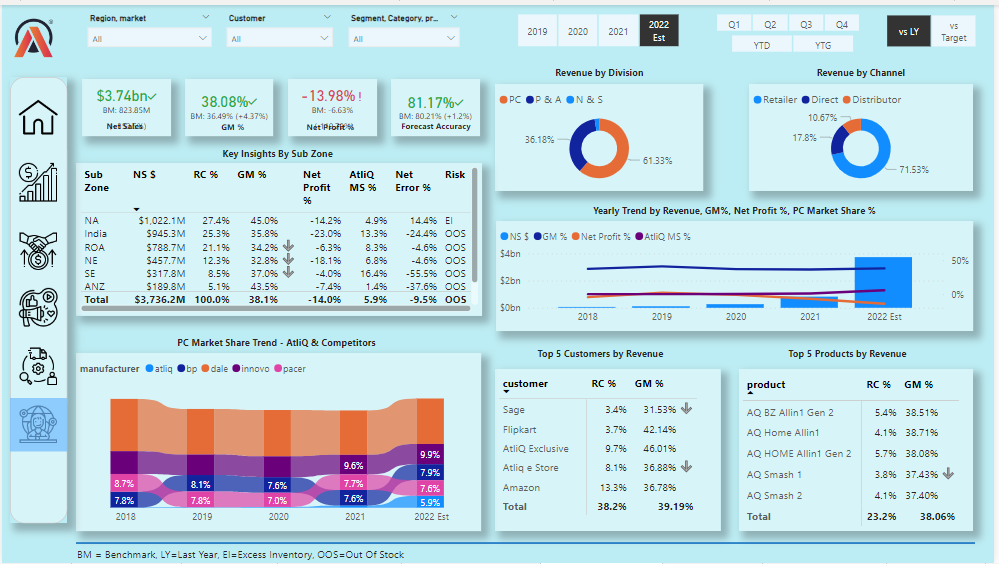 Region, market
Customer
Segment, Category, pr...
All
All
All
2019
2020
2021
2022 Est
Q1
Q2
Q3
Q4
YTD
YTG
vs LY
vs Target
$3.74bn
BM: 823.85M
Net Sales
38.08%
BM: 36.49% (+4.37%)
GM %
-13.98% !
BM: -6.63%
Net Profit %
81.17%
BM: 80.21% (+1.2%)
Forecast Accuracy
Key Insights By Sub Zone
Sub Zone NS $ RC % GM % Net Profit % AtliQ MS % Net Error % Risk
NA $1,022.1M 27.4% 45.0% -14.2% 4.9% 14.4% EI
India $945.3M 25.3% 35.8% -23.0% 13.3% -24.4% OOS
ROA $788.7M 21.1% 34.2% -6.3% 8.3% -4.6% OOS
NE $457.7M 12.3% 32.8% -18.1% 6.8% -4.6% OOS
SE $317.8M 8.5% 37.0% -4.0% 16.4% -55.5% OOS
ANZ $189.8M 5.1% 43.5% -7.4% 1.4% -37.6% OOS
Total $3,736.2M 100.0% 38.1% -14.0% 5.9% -9.5% OOS
Revenue by Division
PC P & A N & S
36.18%
61.33%
Revenue by Channel
Retailer Direct Distributor
10.67%
17.8%
71.53%
Yearly Trend by Revenue, GM%, Net Profit %, PC Market Share %
NS $ GM % Net Profit % AtliQ MS %
$4bn
$2bn
$0bn
50%
0%
2018 2019 2020 2021 2022 Est
PC Market Share Trend - AtliQ & Competitors
manufacturer atliq bp dale innovo pacer
8.7%
7.8%
8.1%
7.8%
7.6%
7.0%
9.6%
7.7%
7.6%
9.9%
7.9%
7.6%
5.9%
2018 2019 2020 2021 2022 Est
Top 5 Customers by Revenue
customer RC % GM %
Sage 3.4% 31.53%
Flipkart 3.7% 42.14%
AtliQ Exclusive 9.7% 46.01%
Atliq e Store 8.1% 36.88%
Amazon 13.3% 36.78%
Total 38.2% 39.19%
Top 5 Products by Revenue
product RC % GM %
AQ BZ Allin1 Gen 2 5.4% 38.51%
AQ Home Allin1 4.1% 38.71%
AQ HOME Allin1 Gen 2 5.7% 38.08%
AQ Smash 1 3.8% 37.43%
AQ Smash 2 4.1% 37.40%
Total 23.2% 38.06%
BM = Benchmark, LY=Last Year, EI=Excess Inventory, OOS=Out Of Stock